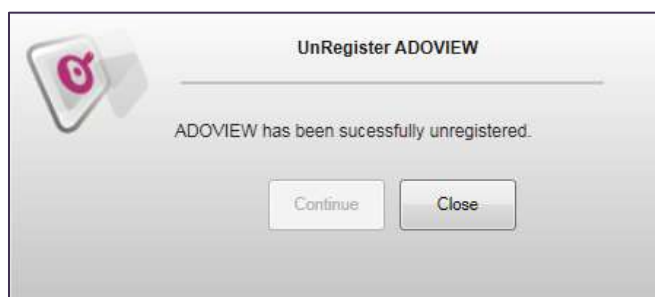 UnRegister ADOVIEW
ADOVIEW has been sucessfully unregistered.
Continue
Close